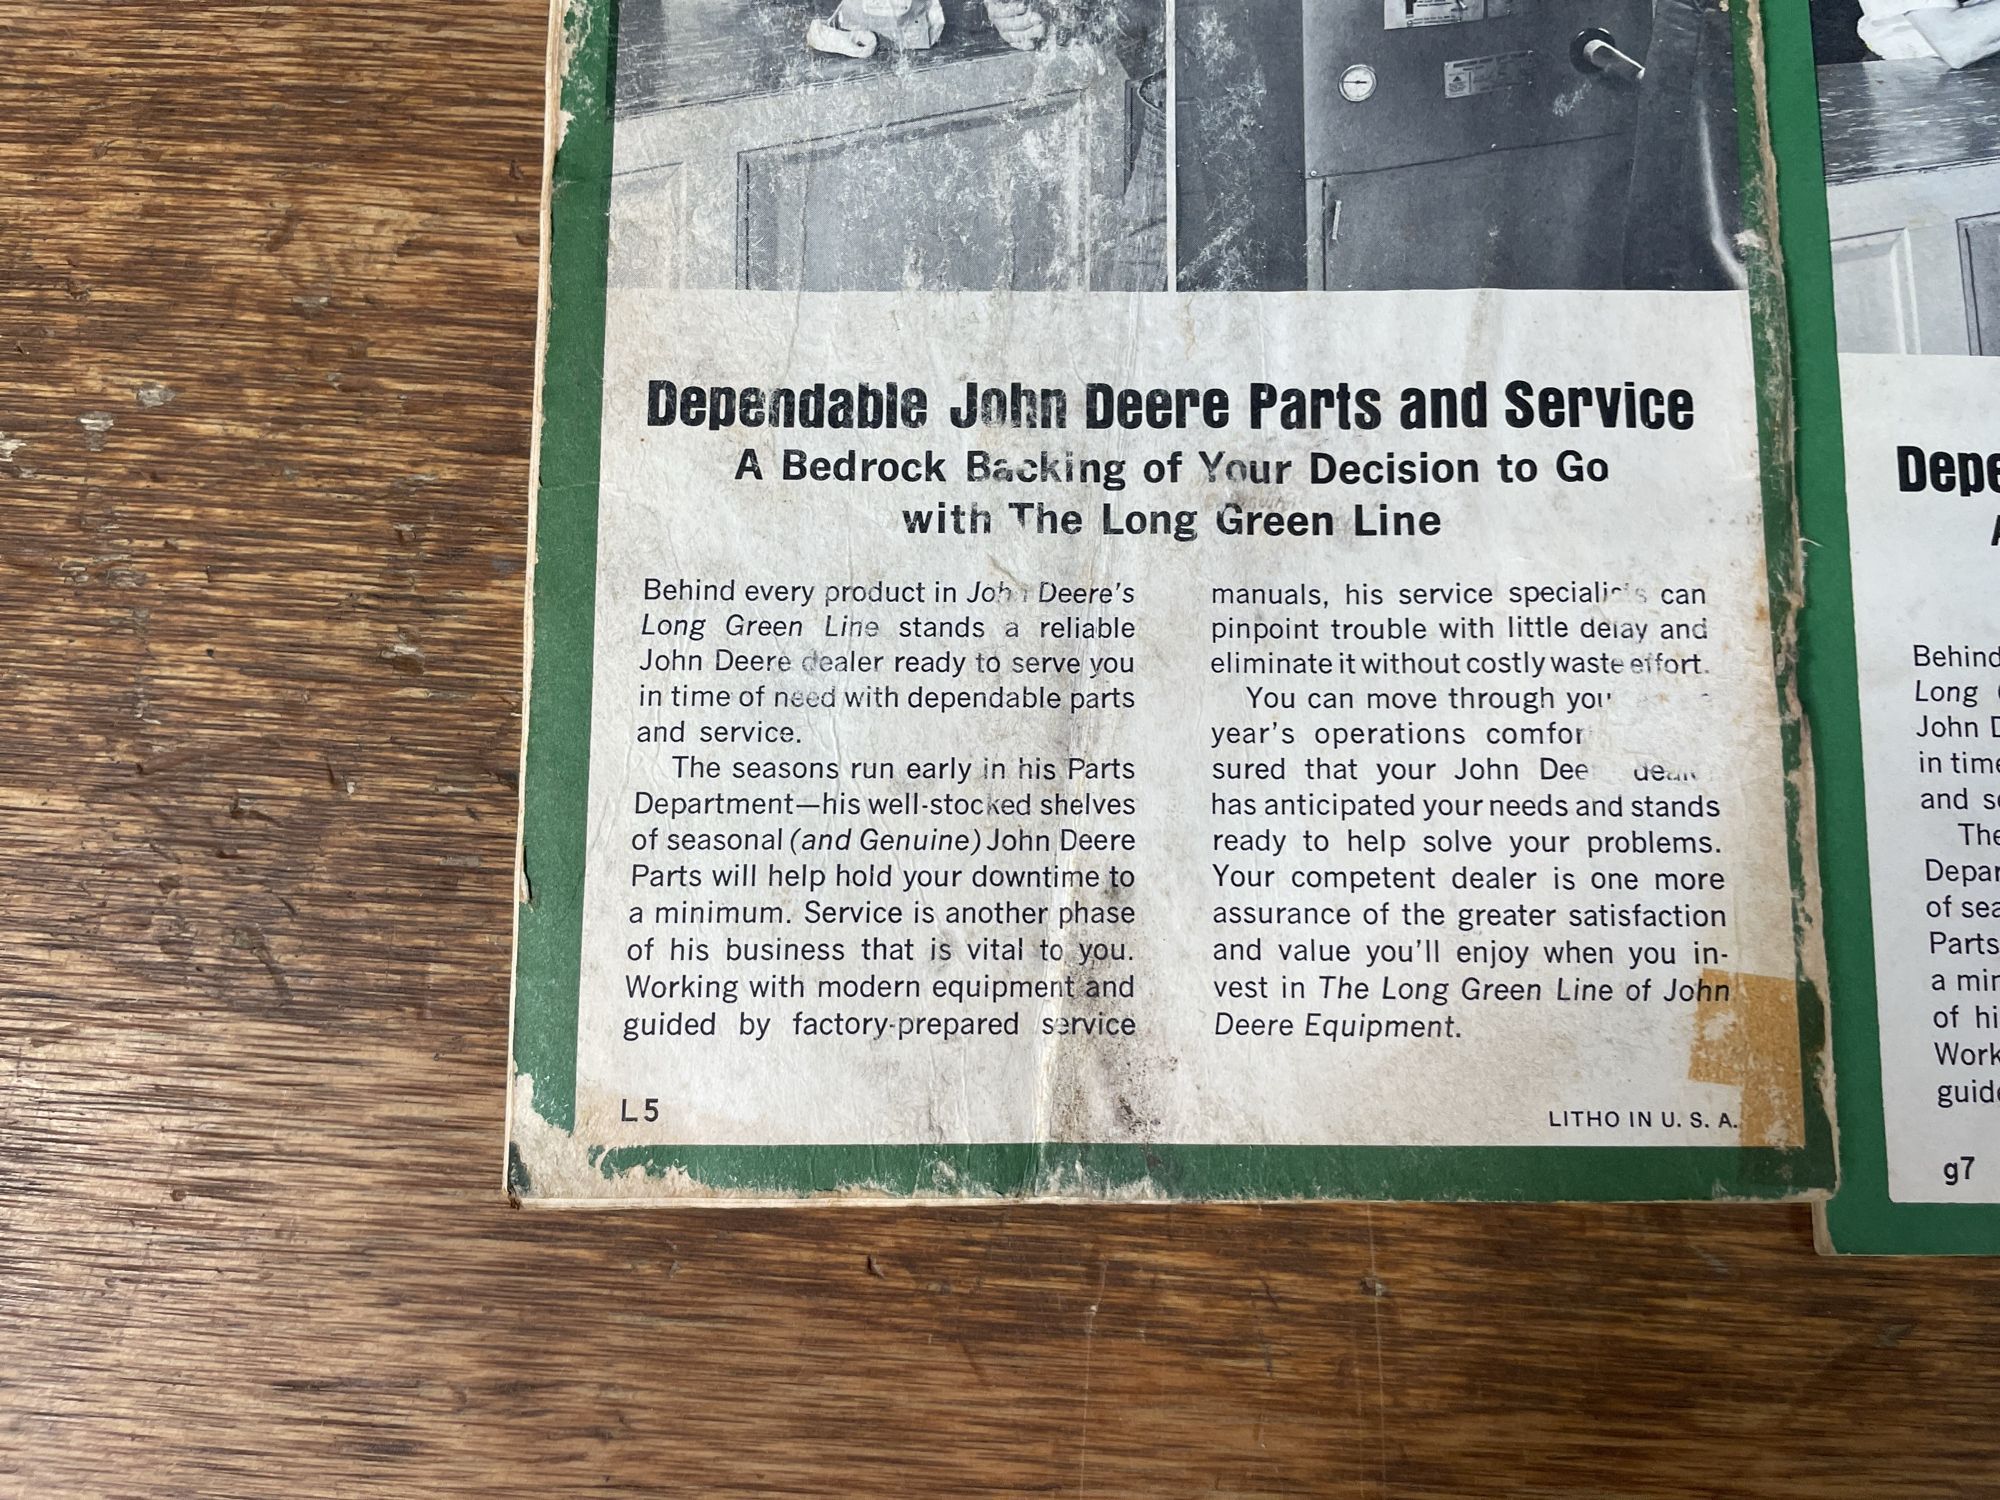 Dependable John Deere Parts and Service
A Bedrock Backing of Your Decision to Go
with The Long Green Line
Behind every product in John Deere's
Long Green Line stands a reliable
John Deere dealer ready to serve you
in time of need with dependable parts
and service.
The seasons run early in his Parts
Department—his well-stocked shelves
of seasonal (and Genuine) John Deere
Parts will help hold your downtime to
a minimum. Service is another phase
of his business that is vital to you.
Working with modern equipment and
guided by factory-prepared service
manuals, his service specialists can
pinpoint trouble with little delay and
eliminate it without costly waste effort.
You can move through
year's operations
sured that your John Deere dealer
has anticipated your needs and stands
ready to help solve your problems.
Your competent dealer is one more
assurance of the greater satisfaction
and value you'll enjoy when you in-
vest in The Long Green Line of John
Deere Equipment.
L5
LITHO IN U. S. A.
Depe
A
Behind
Long
John D
in time
and se
The
Depar
of sea
Parts
a min
of hi
Work
guide
g7